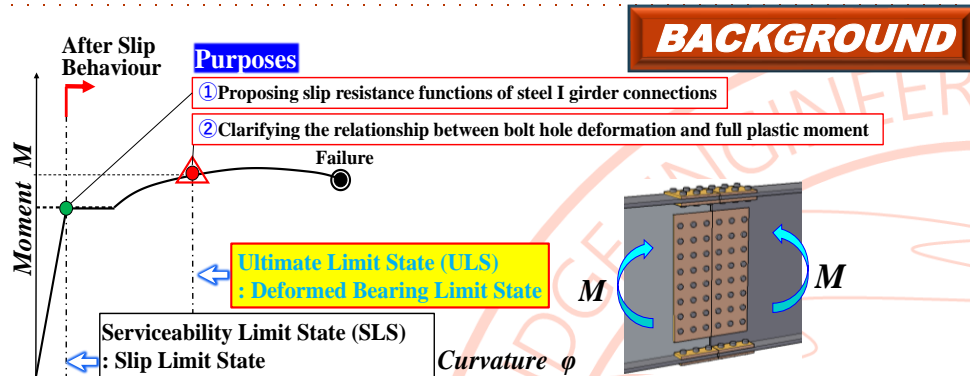 BACKGROUND
After Slip
Behaviour
Purposes
①Proposing slip resistance functions of steel I girder connections
②Clarifying the relationship between bolt hole deformation and full plastic moment
Failure
Moment M
Ultimate Limit State (ULS)
: Deformed Bearing Limit State
M
M
Serviceability Limit State (SLS)
: Slip Limit State
Curvature φ